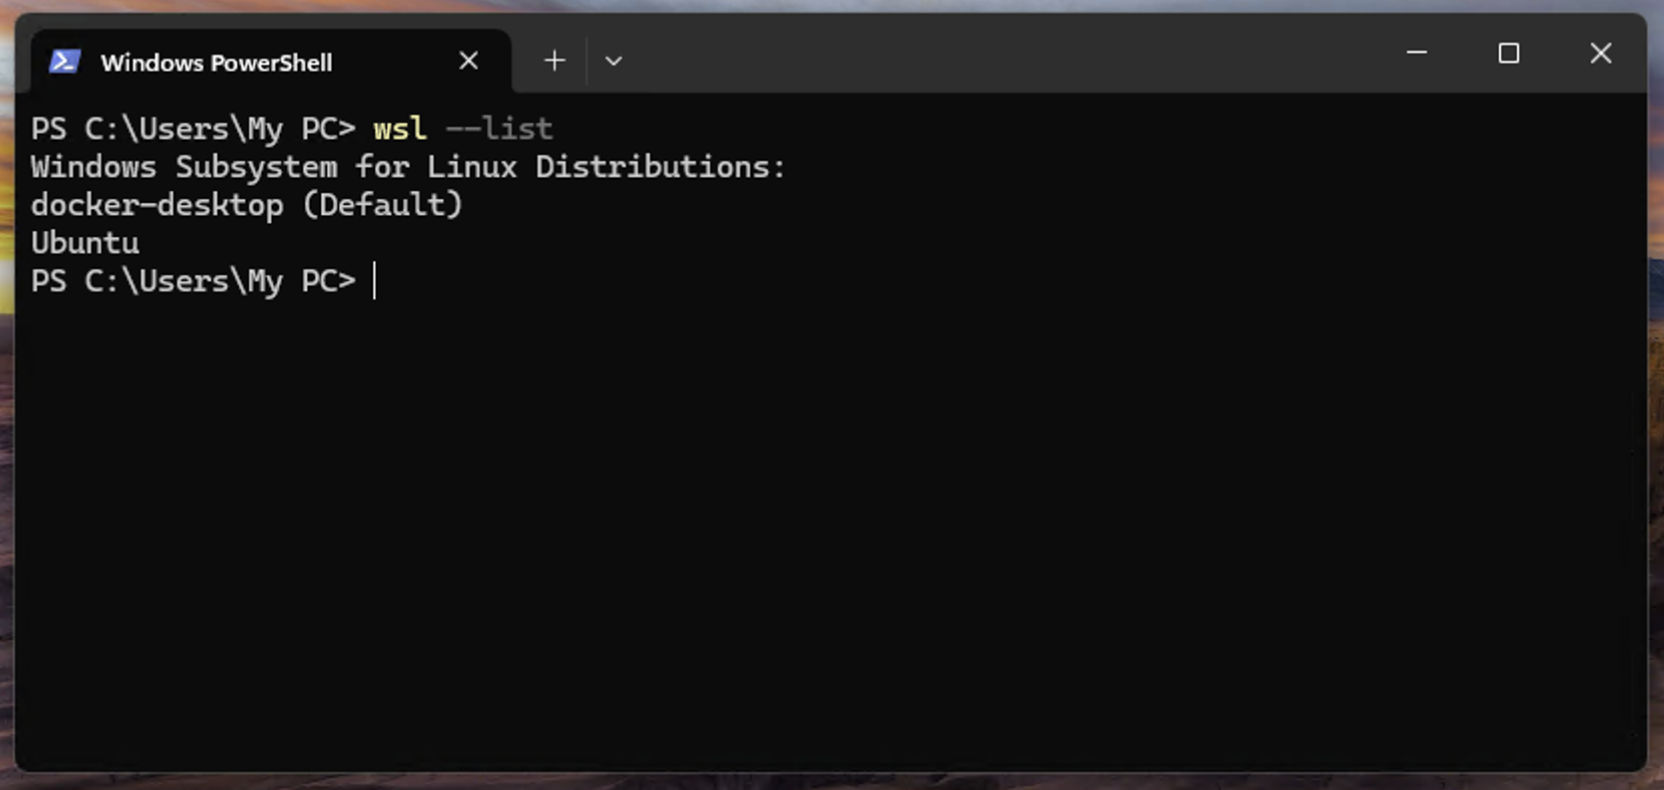 Windows PowerShell
PS C:\Users\My PC> wsl --list
Windows Subsystem for Linux Distributions:
docker-desktop (Default)
Ubuntu
PS C:\Users\My PC>